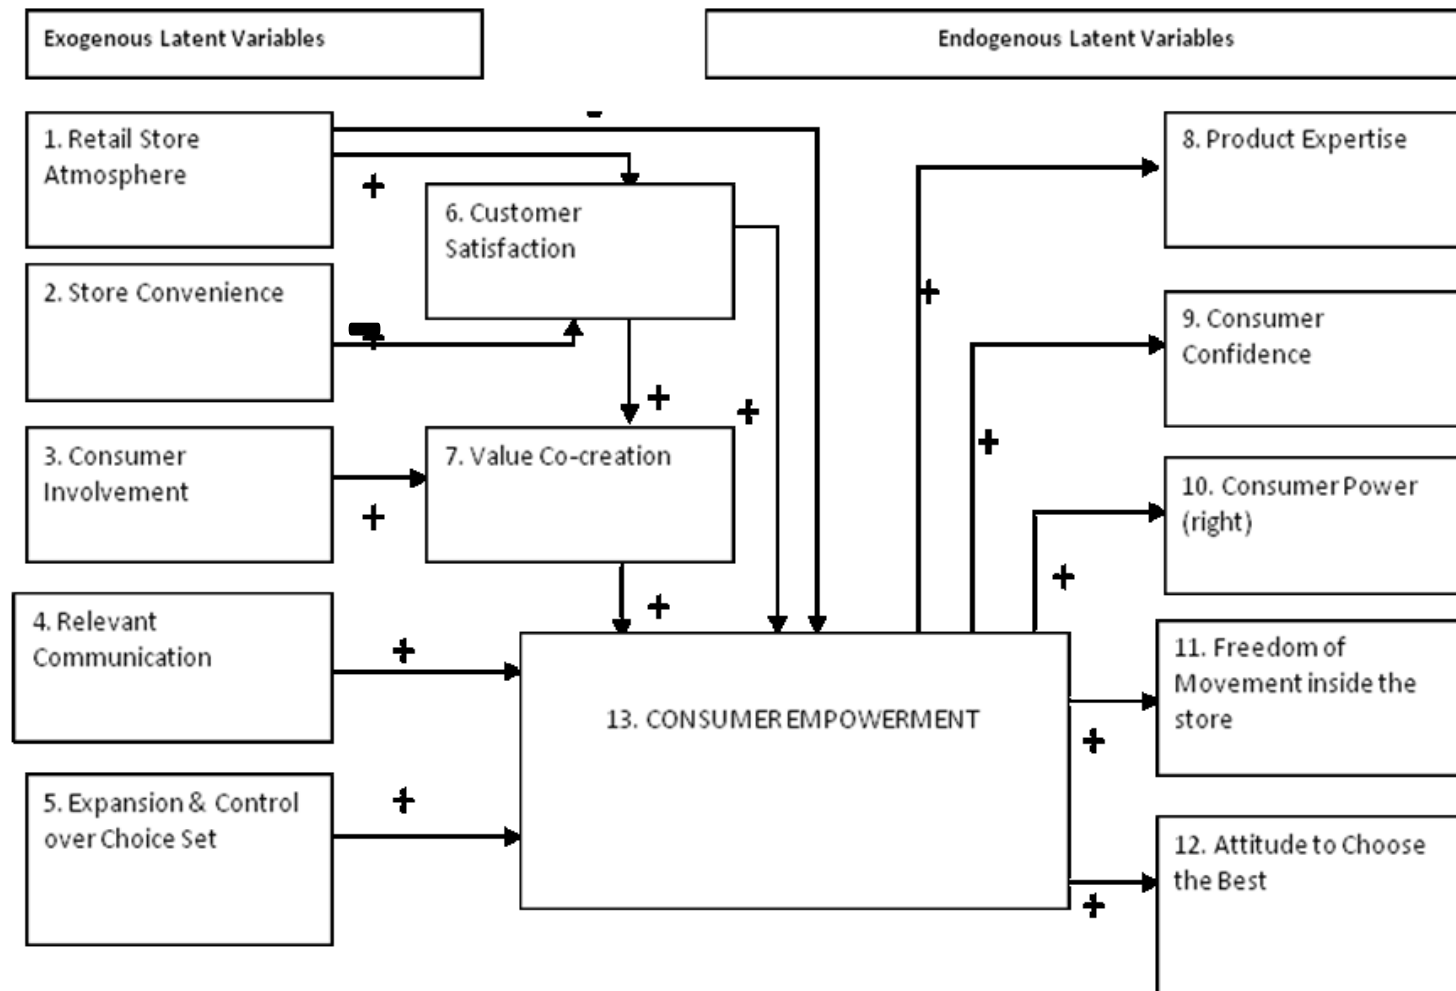 Exogenous Latent Variables
Endogenous Latent Variables
1. Retail Store
Atmosphere
-
+
2. Store Convenience
+
3. Consumer
Involvement
+
4. Relevant
Communication
+
5. Expansion & Control
over Choice Set
+
6. Customer
Satisfaction
+
+
7. Value Co-creation
+
13. CONSUMER EMPOWERMENT
8. Product Expertise
+
9. Consumer
Confidence
+
10. Consumer Power
(right)
+
11. Freedom of
Movement inside the
store
+
12. Attitude to Choose
the Best
+